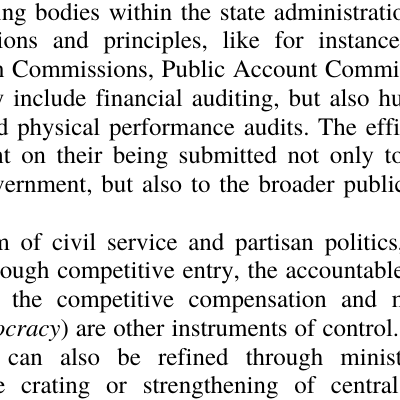 ing bodies within the state administratio
ions and principles, like for instance
n Commissions, Public Account Commi
y include financial auditing, but also hu
d physical performance audits. The effi
nt on their being submitted not only to
vernment, but also to the broader public
m of civil service and partisan politics,
ough competitive entry, the accountable
the competitive compensation and m
ocracy) are other instruments of control.
can also be refined through minist
e crating or strengthening of central